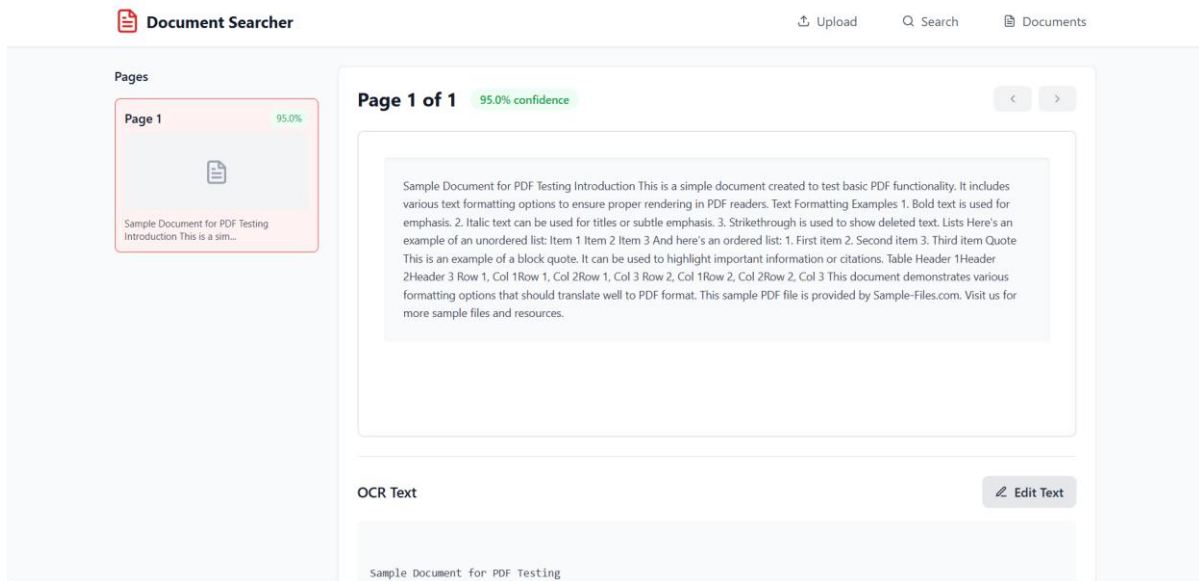 Document Searcher
Upload
Search
Documents
Pages
Page 1
95.0%
Sample Document for PDF Testing
Introduction This is a sim...
Page 1 of 1
95.0% confidence
Sample Document for PDF Testing Introduction This is a simple document created to test basic PDF functionality. It includes
various text formatting options to ensure proper rendering in PDF readers. Text Formatting Examples 1. Bold text is used for
emphasis. 2. Italic text can be used for titles or subtle emphasis. 3. Strikethrough is used to show deleted text. Lists Here's an
example of an unordered list: Item 1 Item 2 Item 3 And here's an ordered list: 1. First item 2. Second item 3. Third item Quote
This is an example of a block quote. It can be used to highlight important information or citations. Table Header 1Header
2Header 3 Row 1, Col 1Row 1, Col 2Row 1, Col 3 Row 2, Col 1Row 2, Col 2Row 2, Col 3 This document demonstrates various
formatting options that should translate well to PDF format. This sample PDF file is provided by Sample-Files.com. Visit us for
more sample files and resources.
OCR Text
Edit Text
Sample Document for PDF Testing